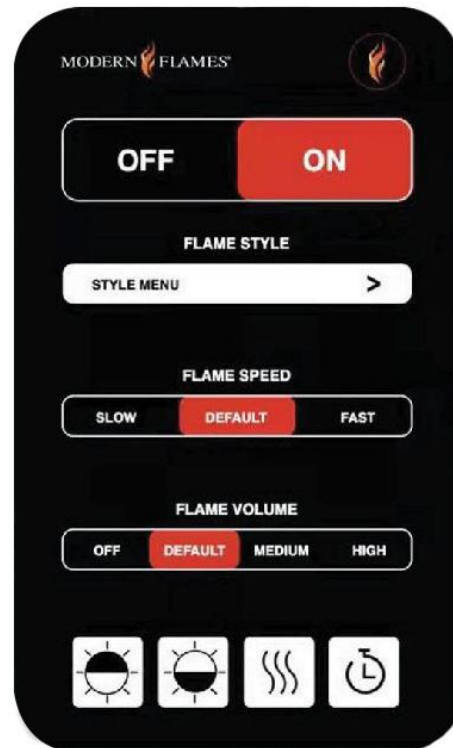 MODERN FLAMES®
OFF ON
FLAME STYLE
STYLE MENU >
FLAME SPEED
SLOW DEFAULT FAST
FLAME VOLUME
OFF DEFAULT MEDIUM HIGH